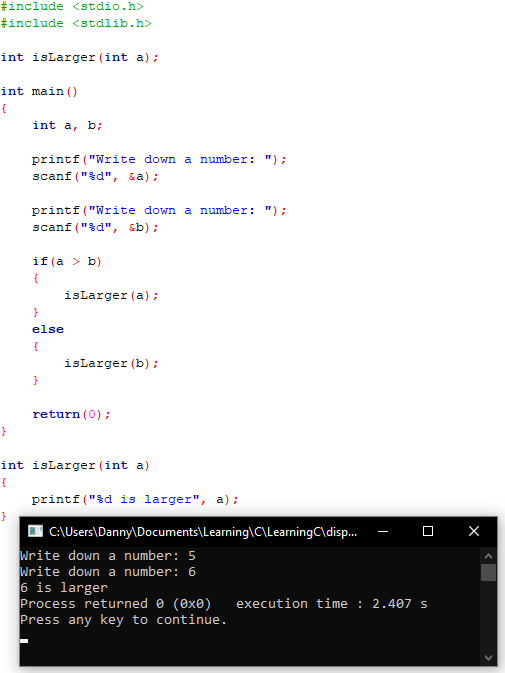 #include <stdio.h>
#include <stdlib.h>
int isLarger(int a);
int main()
{
int a, b;
printf("Write down a number: ");
scanf("%d", &a);
printf("Write down a number: ");
scanf("%d", &b);
if(a > b)
{
isLarger(a);
}
else
{
isLarger(b);
}
return(0);
}
int isLarger(int a)
{
printf("%d is larger", a);
}
C:\Users\Danny\Documents\Learning\C\LearningC\disp...
Write down a number: 5
Write down a number: 6
6 is larger
Process returned 0 (0x0)   execution time : 2.407 s
Press any key to continue.